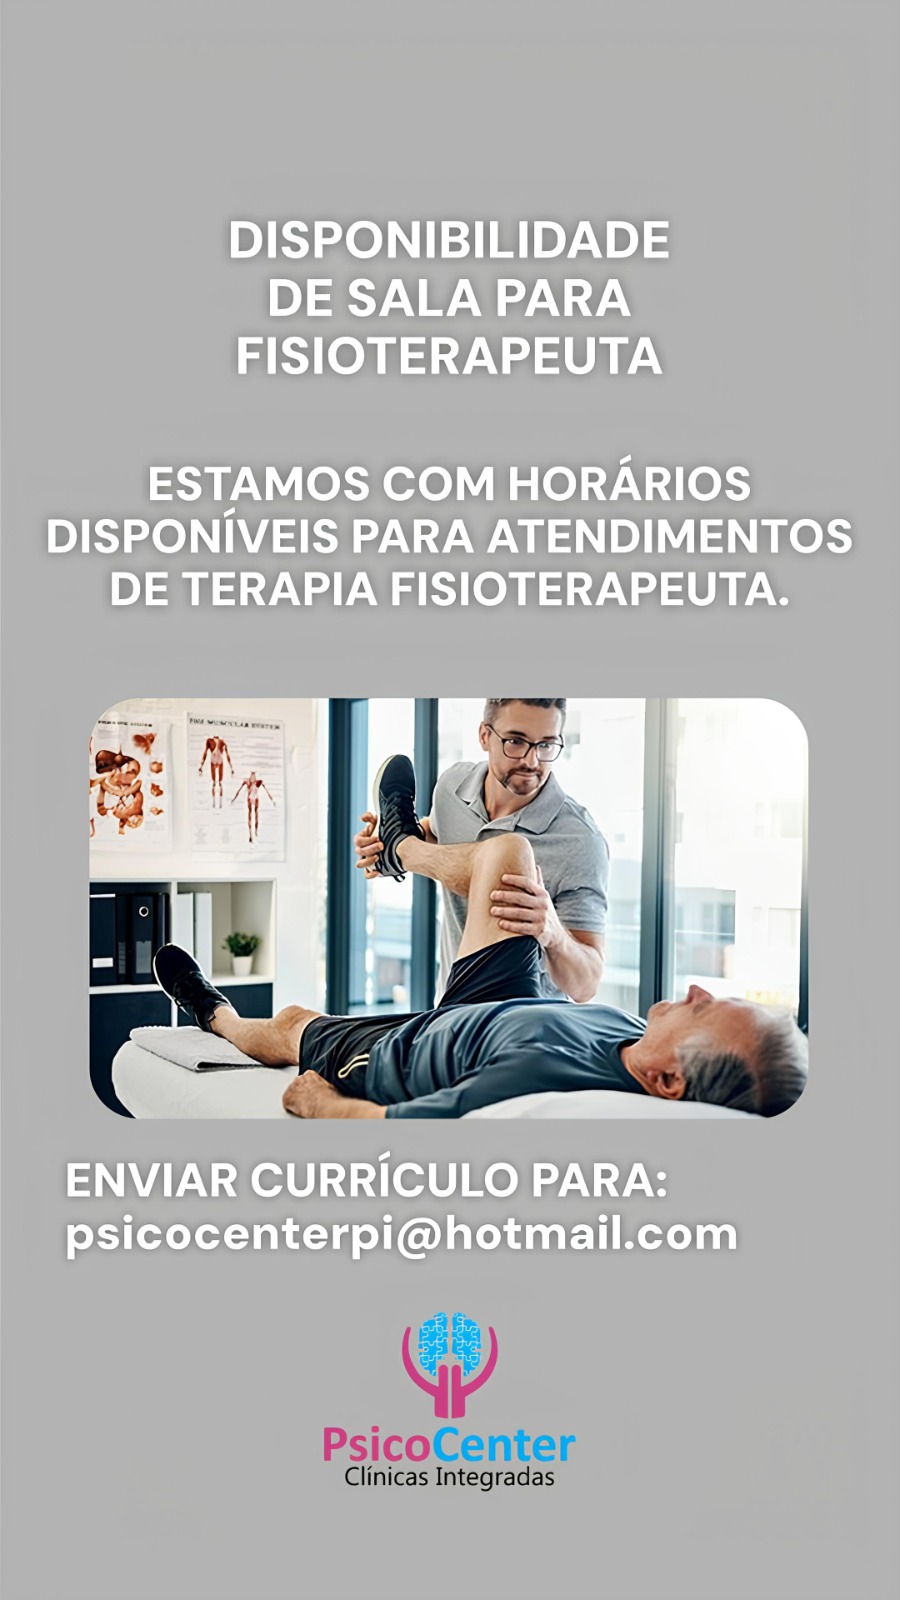 DISPONIBILIDADE
DE SALA PARA
FISIOTERAPEUTA
ESTAMOS COM HORÁRIOS
DISPONÍVEIS PARA ATENDIMENTOS
DE TERAPIA FISIOTERAPEUTA.
ENVIAR CURRÍCULO PARA:
psicocenterpi@hotmail.com
PsicoCenter
Clínicas Integradas